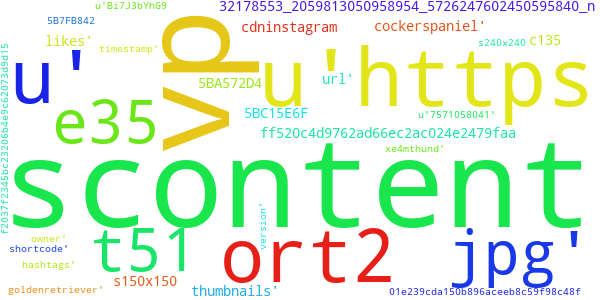 u'Bi7J3bYhG9
32178553_2059813050958954_5726247602450595840_n
5B7FB842
cdninstagram
cockerspaniel'
likes'
timestamp'
s240x240
c135
vp
u'
u'https
5BA572D4
url'
e35
5BC15E6F
u'7571058041'
ff520c4d9762ad66ec2ac024e2479faa
xe4mthund'
f2037f2345bc23206b4e9c62073d9d15
scontent
version'
owner'
shortcode'
t51
ort2
jpg'
hashtags'
s150x150
goldenretriever'
thumbnails'
01e239cda150b896aceeb8c59f98c48f